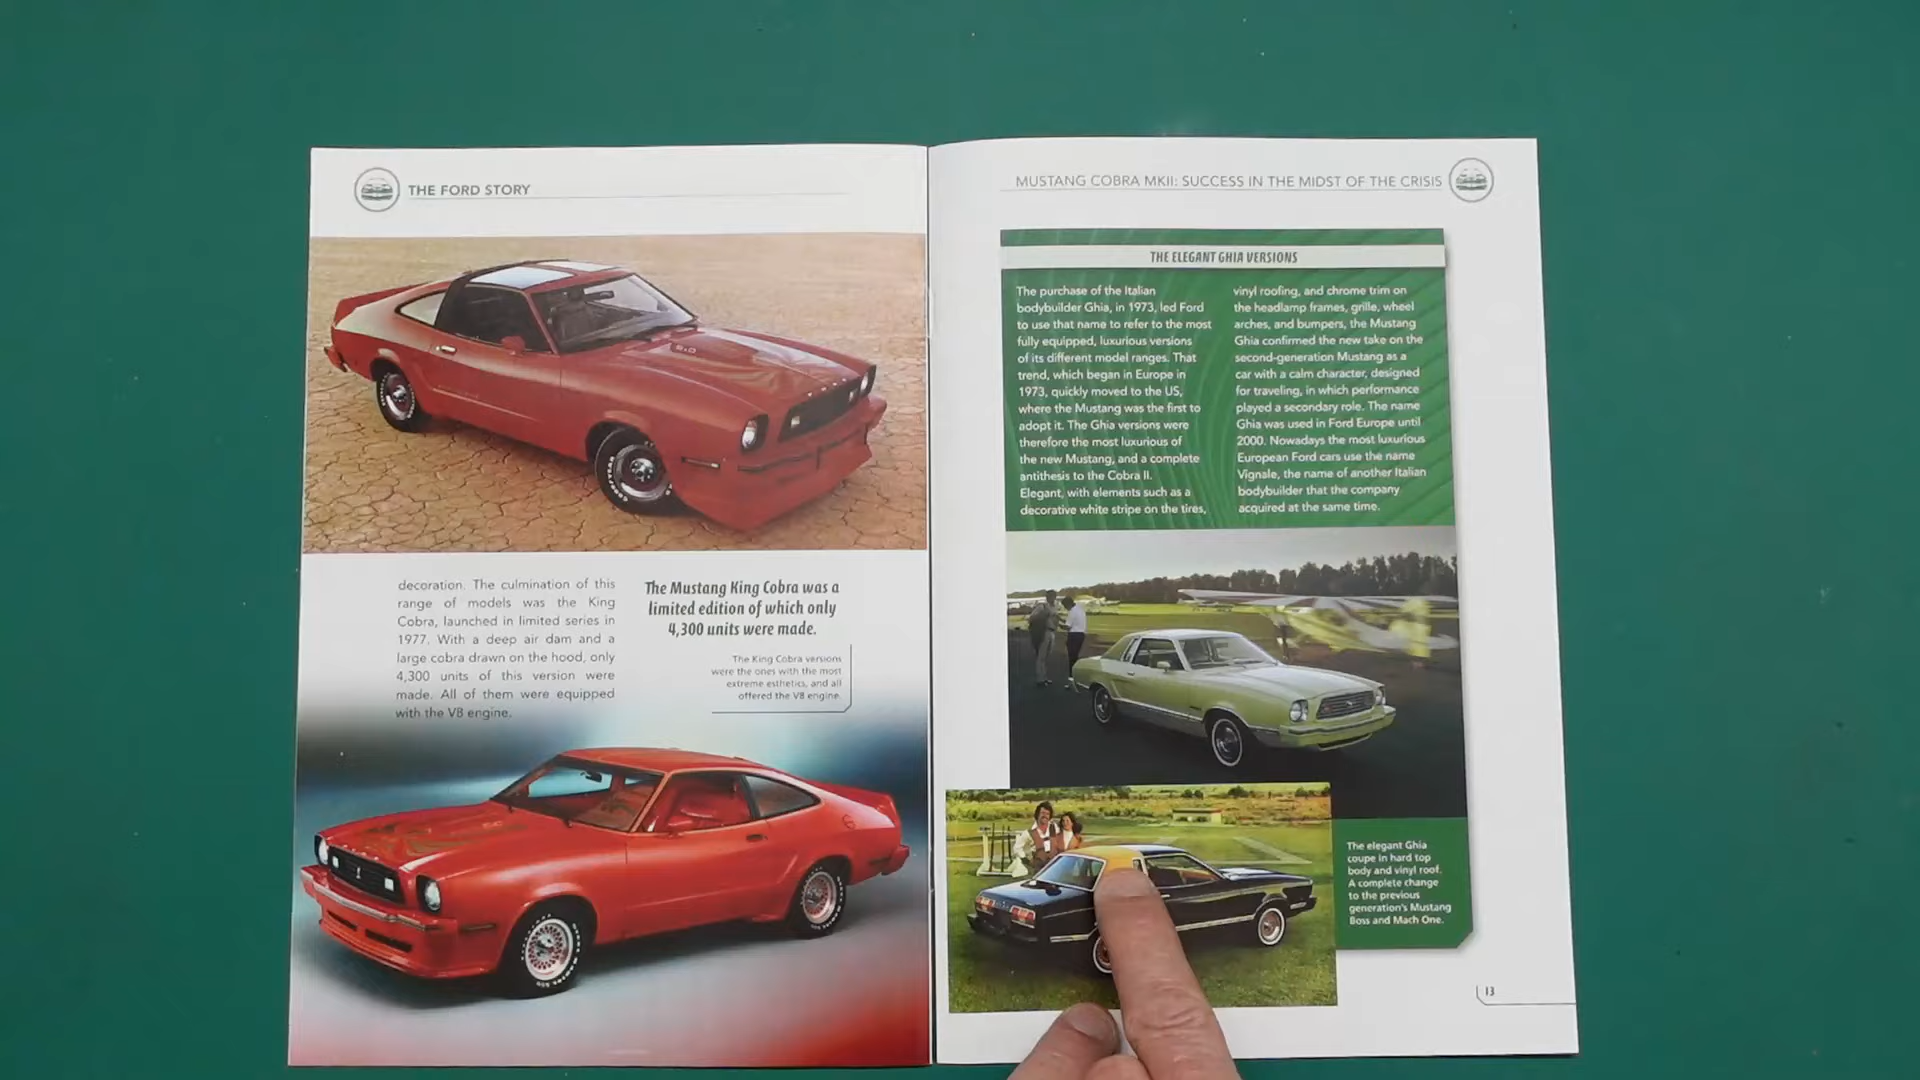 THE FORD STORY
decoration. The culmination of this
range of models was the King
Cobra, launched in limited series in
1977. With a deep air dam and a
large cobra drawn on the hood, only
4,300 units of this version were
made. All of them were equipped
with the V8 engine.
The Mustang King Cobra was a
limited edition of which only
4,300 units were made.
The King Cobra versions
were the ones with the most
extreme esthetics, and all
offered the V8 engine.
MUSTANG COBRA MKII: SUCCESS IN THE MIDST OF THE CRISIS
THE ELEGANT GHIA VERSIONS
The purchase of the Italian
bodybuilder Ghia, in 1973, led Ford
to use that name to refer to the most
fully equipped, luxurious versions
of its different model ranges. That
trend, which began in Europe in
1973, quickly moved to the US,
where the Mustang was the first to
adopt it. The Ghia versions were
therefore the most luxurious of
the new Mustang, and a complete
antithesis to the Cobra II.
Elegant, with elements such as a
decorative white stripe on the tires,
vinyl roofing, and chrome trim on
the headlamp frames, grille, wheel
arches, and bumpers, the Mustang
Ghia confirmed the new take on the
second-generation Mustang as a
car with a calm character, designed
for traveling, in which performance
played a secondary role. The name
Ghia was used in Ford Europe until
2000. Nowadays the most luxurious
European Ford cars use the name
Vignale, the name of another Italian
bodybuilder that the company
acquired at the same time.
The elegant Ghia
coupe in hard top
body and vinyl roof.
A complete change
to the previous
generation's Mustang
Boss and Mach One.
13